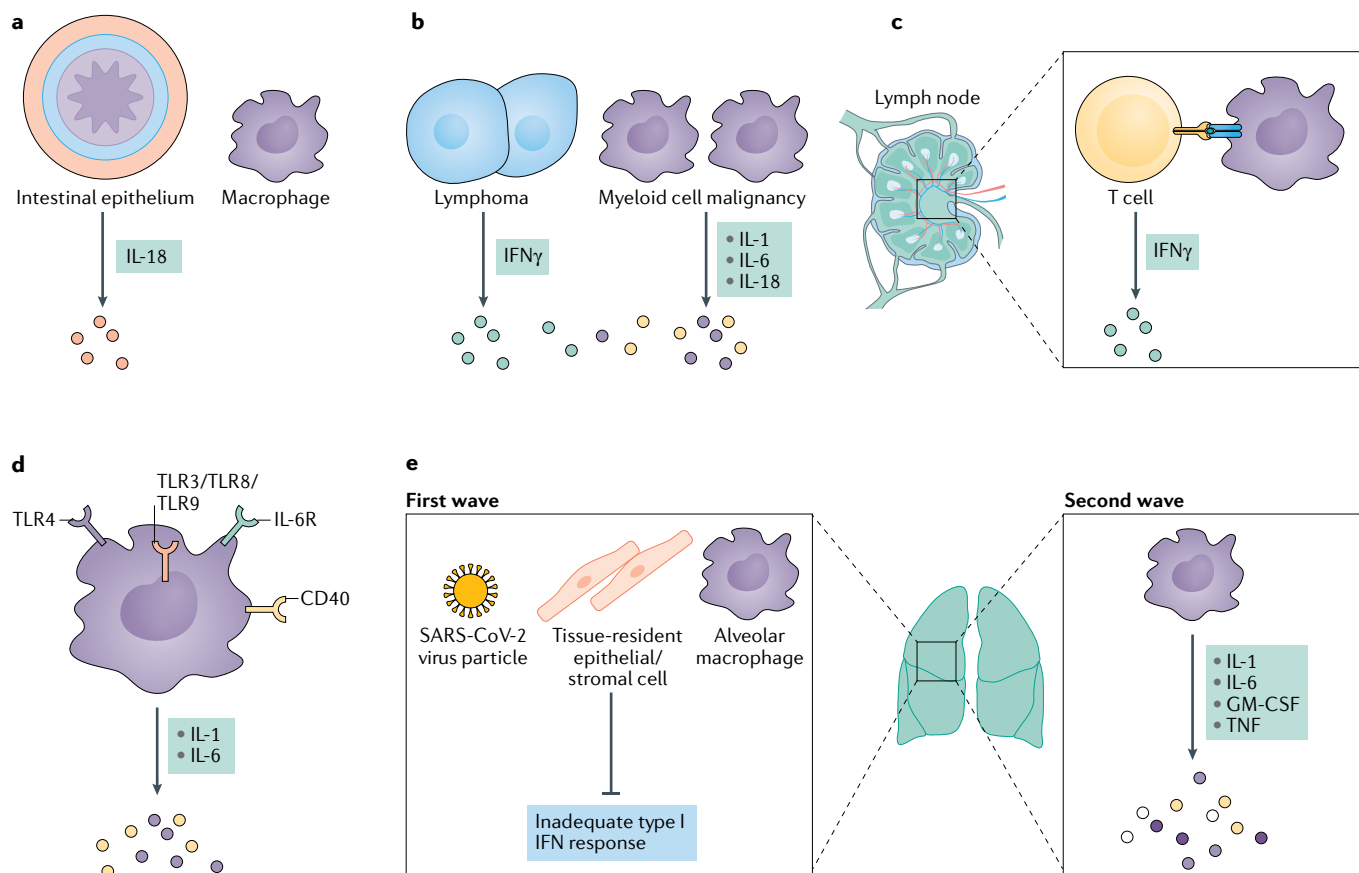 a
Intestinal epithelium
Macrophage
IL-18
b
Lymphoma
Myeloid cell malignancy
IFNγ
• IL-1
• IL-6
• IL-18
c
Lymph node
T cell
IFNγ
d
TLR4
TLR3/TLR8/
TLR9
IL-6R
CD40
• IL-1
• IL-6
e
First wave
SARS-CoV-2
virus particle
Tissue-resident
epithelial/
stromal cell
Alveolar
macrophage
Inadequate type I
IFN response
Second wave
• IL-1
• IL-6
• GM-CSF
• TNF